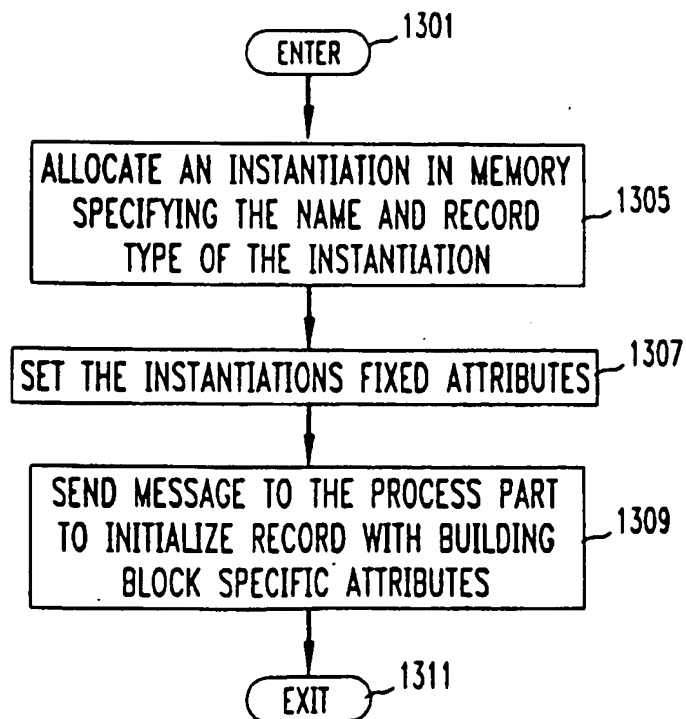 1301
ENTER
ALLOCATE AN INSTANTIATION IN MEMORY
SPECIFYING THE NAME AND RECORD
TYPE OF THE INSTANTIATION
1305
SET THE INSTANTIATIONS FIXED ATTRIBUTES
1307
SEND MESSAGE TO THE PROCESS PART
TO INITIALIZE RECORD WITH BUILDING
BLOCK SPECIFIC ATTRIBUTES
1309
EXIT
1311